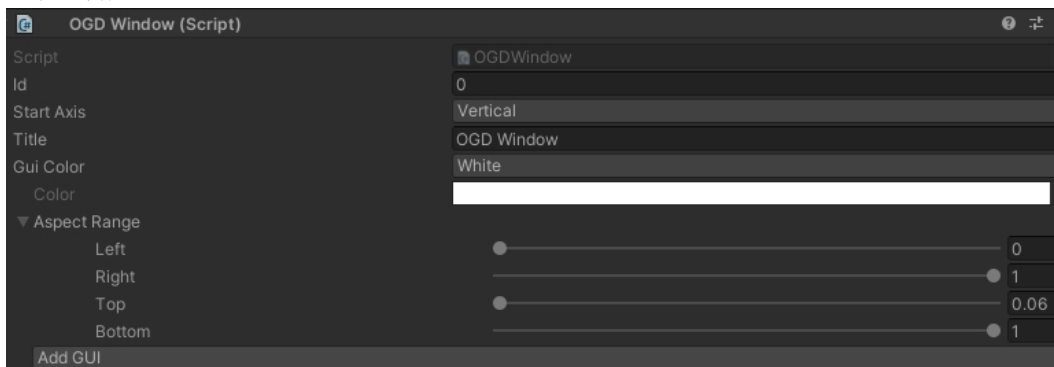 OGD Window (Script)
Script OGDWindow
Id 0
Start Axis Vertical
Title OGD Window
Gui Color White
Color
Aspect Range
Left 0
Right 1
Top 0.06
Bottom 1
Add GUI